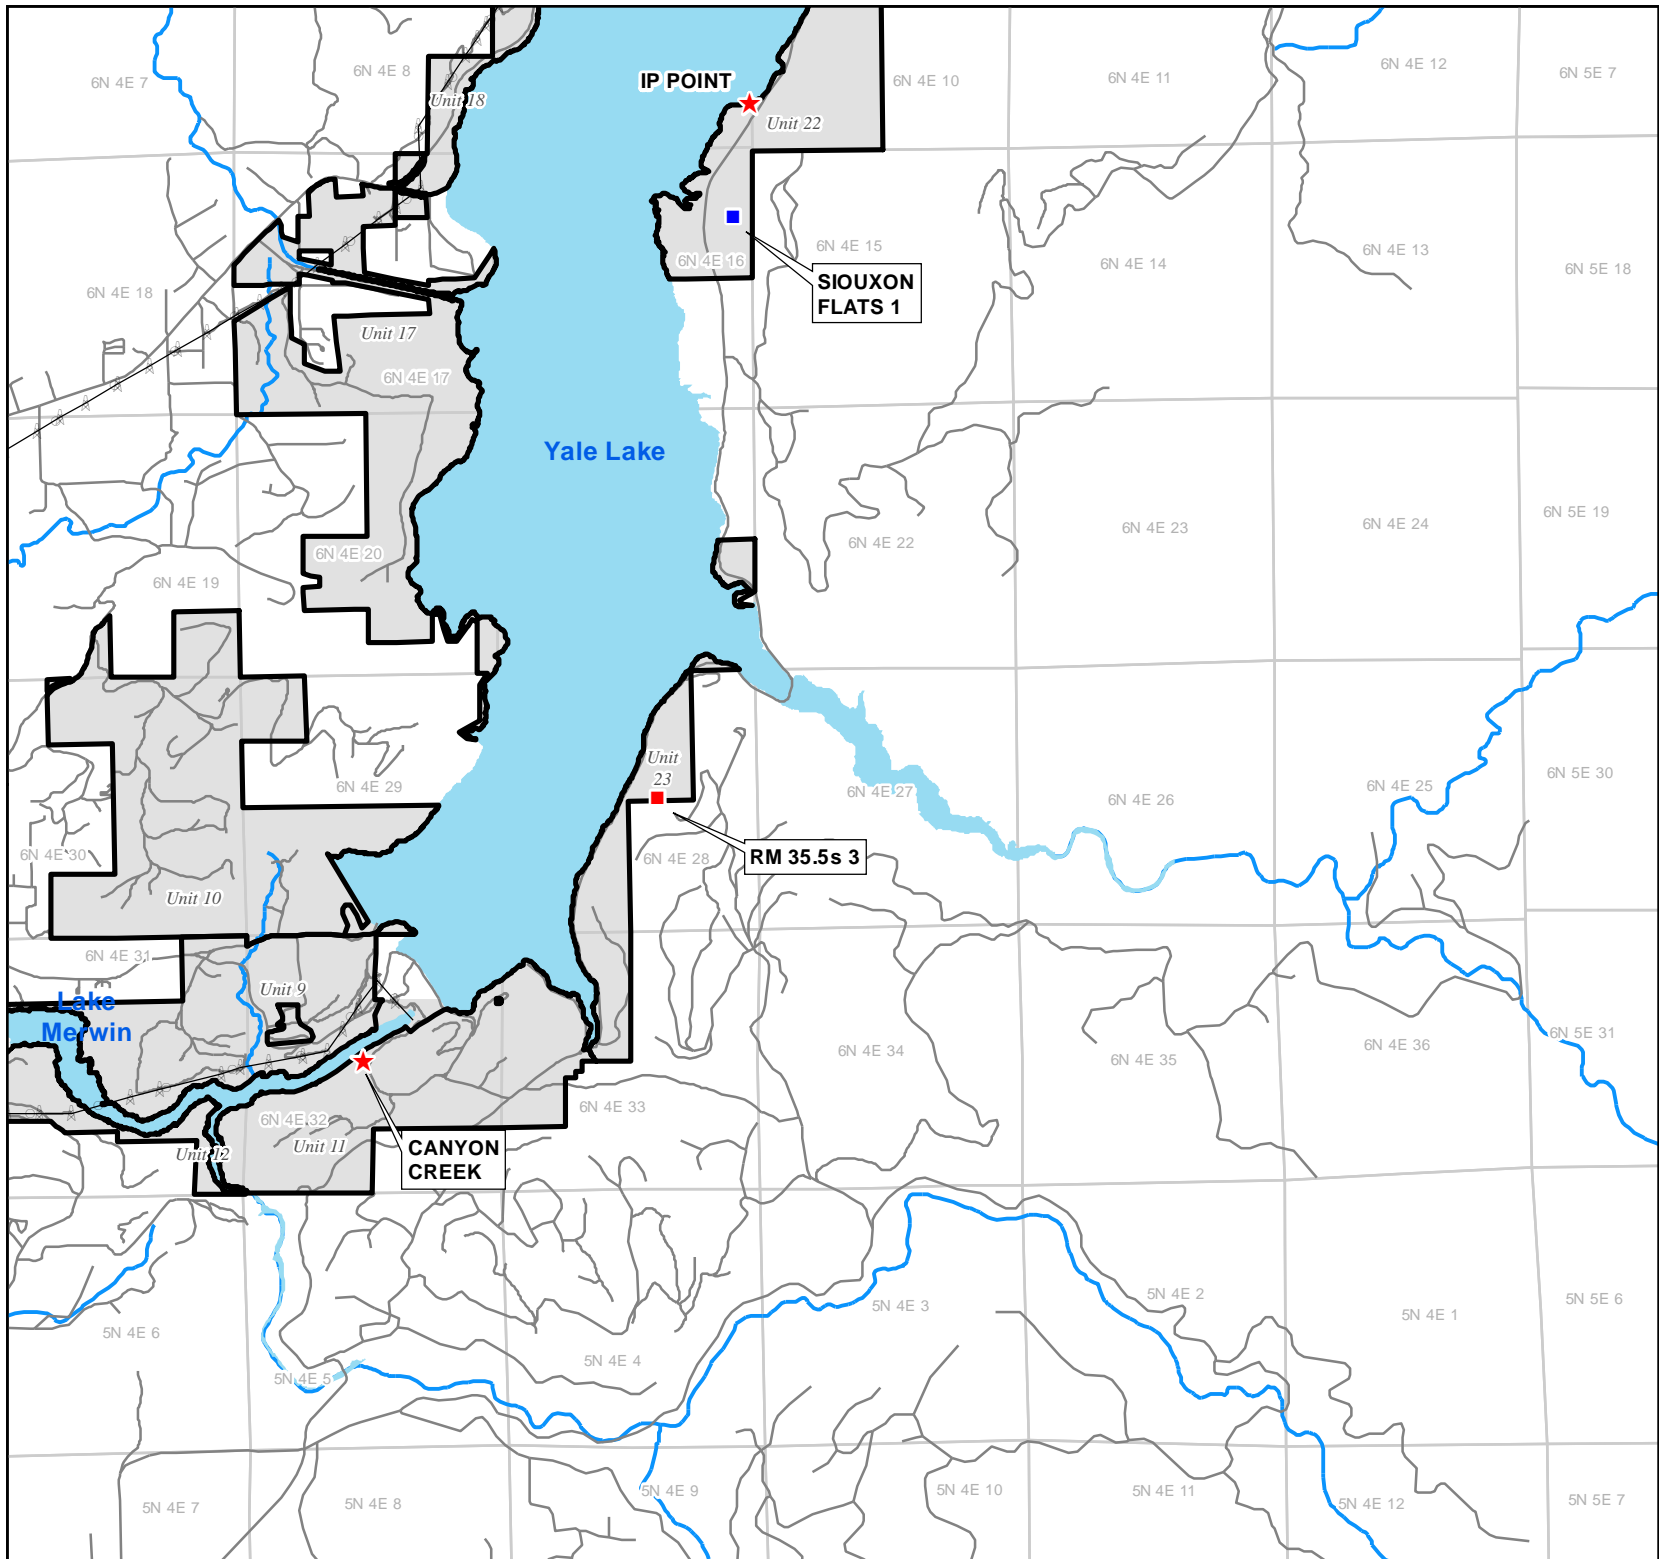 6N 4E 7
6N 4E 8
Unit 18
IP POINT
Unit 22
6N 4E 10
6N 4E 11
6N 4E 12
6N 5E 7
6N 4E 18
6N 4E 16
6N 4E 15
SIOUXON
FLATS 1
6N 4E 14
6N 4E 13
6N 5E 18
Unit 17
6N 4E 17
Yale Lake
6N 4E 19
6N 4E 20
6N 4E 22
6N 4E 23
6N 4E 24
6N 5E 19
Unit
23
6N 4E 29
6N 4E 27
6N 4E 26
6N 4E 25
6N 5E 30
6N 4E 30
6N 4E 28
RM 35.5s 3
Unit 10
6N 4E 31
Unit 9
Lake
Merwin
6N 4E 34
6N 4E 35
6N 4E 36
6N 5E 31
6N 4E 32
6N 4E 33
Unit 12
Unit 11
CANYON
CREEK
5N 4E 6
5N 4E 5
5N 4E 4
5N 4E 3
5N 4E 2
5N 4E 1
5N 5E 6
5N 4E 7
5N 4E 8
5N 4E 9
5N 4E 10
5N 4E 11
5N 4E 12
5N 5E 7